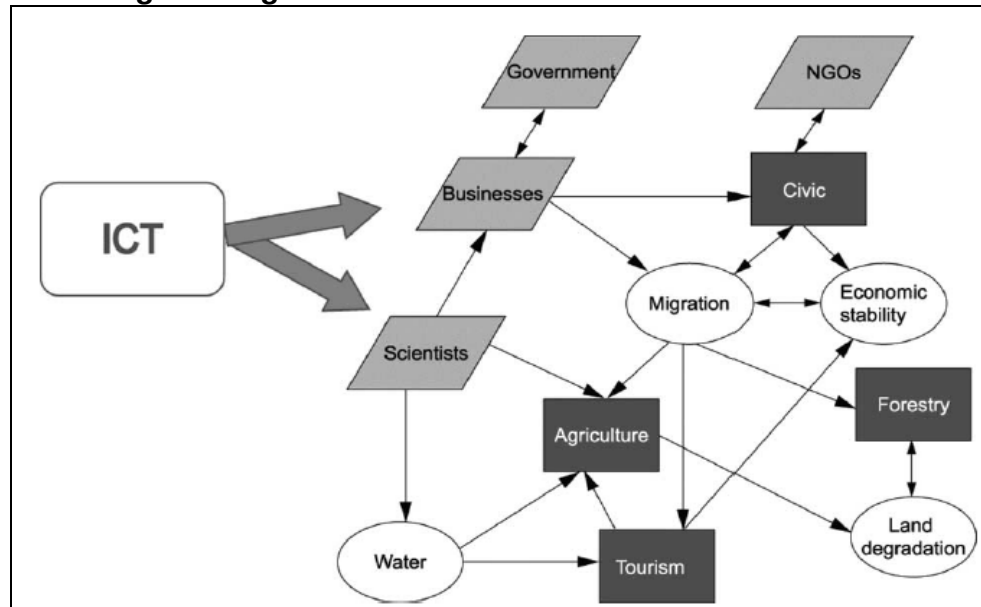 Government
NGOs
Businesses
Civic
ICT
Migration
Economic
stability
Scientists
Forestry
Agriculture
Land
degradation
Water
Tourism